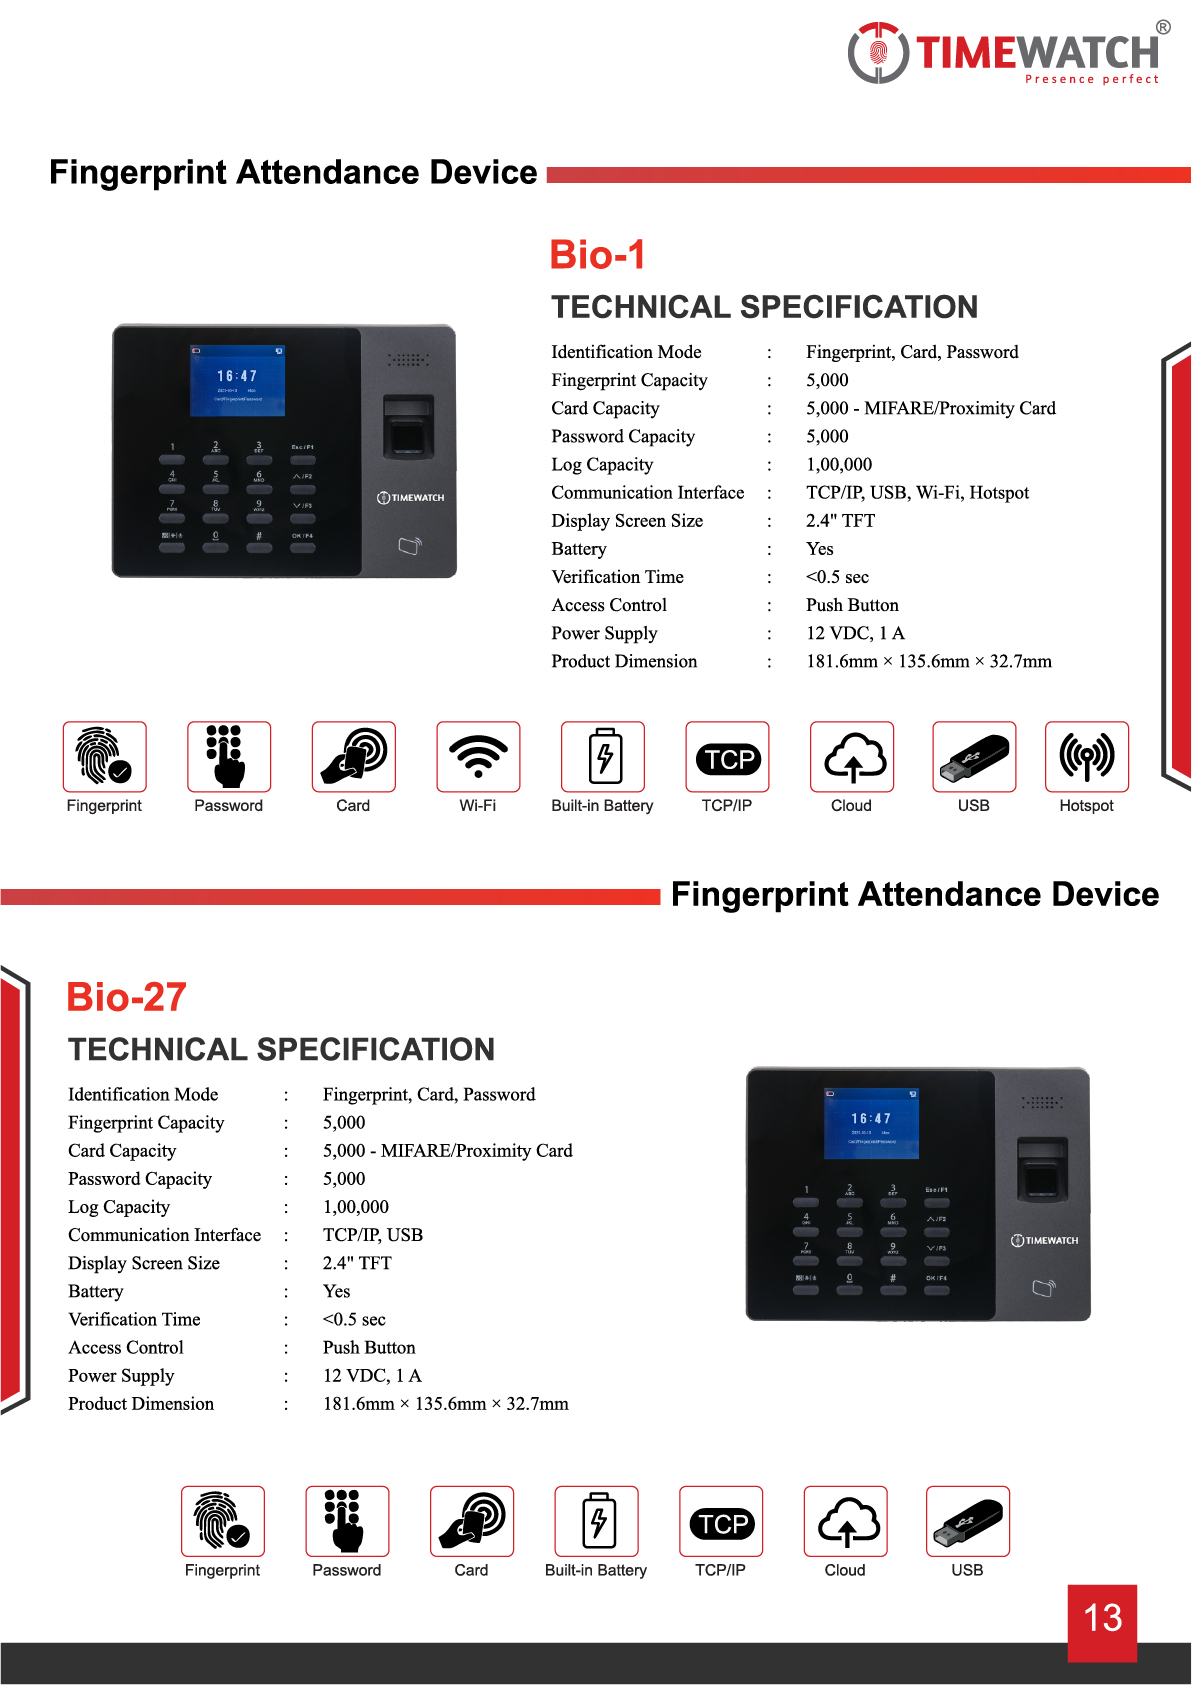 TIMEWATCH®
Presence perfect
Fingerprint Attendance Device
Bio-1
TECHNICAL SPECIFICATION
Identification Mode : Fingerprint, Card, Password
Fingerprint Capacity : 5,000
Card Capacity : 5,000 - MIFARE/Proximity Card
Password Capacity : 5,000
Log Capacity : 1,00,000
Communication Interface : TCP/IP, USB, Wi-Fi, Hotspot
Display Screen Size : 2.4" TFT
Battery : Yes
Verification Time : <0.5 sec
Access Control : Push Button
Power Supply : 12 VDC, 1 A
Product Dimension : 181.6mm × 135.6mm × 32.7mm
16:47
1 2 3 Esc/F1
ABC DEF
4 5 6 /F2
GHI JKL MNO
7 8 9 /F3
PQRS TUV WXYZ
0 # OK/F4
TIMEWATCH
TCP
Fingerprint Password Card Wi-Fi Built-in Battery TCP/IP Cloud USB Hotspot
Fingerprint Attendance Device
Bio-27
TECHNICAL SPECIFICATION
Identification Mode : Fingerprint, Card, Password
Fingerprint Capacity : 5,000
Card Capacity : 5,000 - MIFARE/Proximity Card
Password Capacity : 5,000
Log Capacity : 1,00,000
Communication Interface : TCP/IP, USB
Display Screen Size : 2.4" TFT
Battery : Yes
Verification Time : <0.5 sec
Access Control : Push Button
Power Supply : 12 VDC, 1 A
Product Dimension : 181.6mm × 135.6mm × 32.7mm
16:47
1 2 3 Esc/F1
ABC DEF
4 5 6 /F2
GHI JKL MNO
7 8 9 /F3
PQRS TUV WXYZ
0 # OK/F4
TIMEWATCH
TCP
Fingerprint Password Card Built-in Battery TCP/IP Cloud USB
13